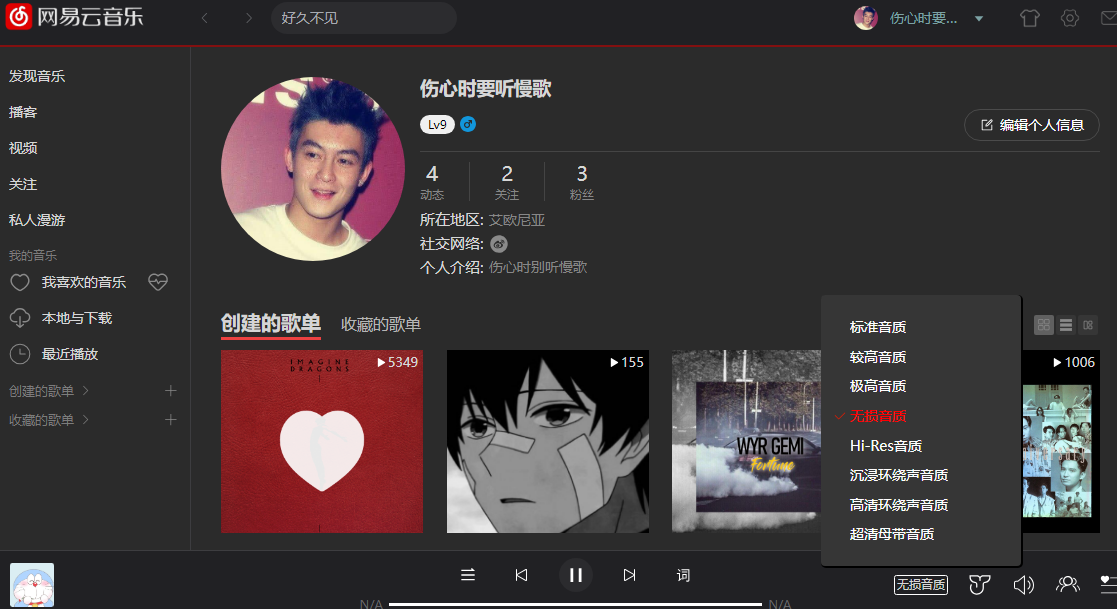 网易云音乐
好久不见
伤心时要...
发现音乐
播客
视频
关注
私人漫游
我的音乐
我喜欢的音乐
本地与下载
最近播放
创建的歌单
收藏的歌单
伤心时要听慢歌
Lv9
编辑个人信息
4
2
3
动态
关注
粉丝
所在地区: 艾欧尼亚
社交网络:
个人介绍: 伤心时别听慢歌
创建的歌单 收藏的歌单
IMAGINE
DRAGONS
5349
155
WYR GEMI
Fortune
1006
标准音质
较高音质
极高音质
无损音质
Hi-Res音质
沉浸环绕声音质
高清环绕声音质
超清母带音质
词
无损音质
N/A
N/A